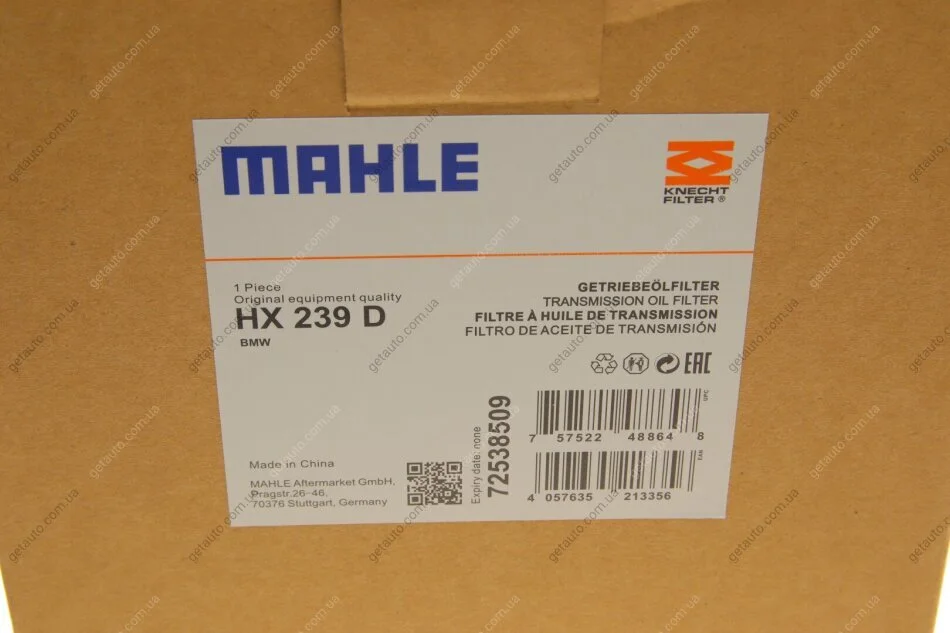 MAHLE
KNECHT
FILTER ®
1 Piece
Original equipment quality
HX 239 D
BMW
GETRIEBEÖLFILTER
TRANSMISSION OIL FILTER
FILTRE À HUILE DE TRANSMISSION
FILTRO DE ACEITE DE TRANSMISIÓN
EAC
Made in China
MAHLE Aftermarket GmbH,
Pragstr.26-46,
70376 Stuttgart, Germany
Expiry date: none
72538509
UPC
7 57522 48864 8
EAN
4 057635 213356
getauto.com.ua